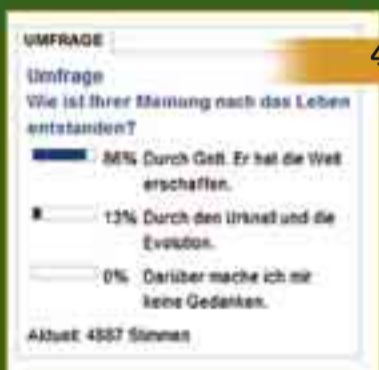 UMFRAGE
4
Umfrage
Wie ist Ihrer Meinung nach das Leben
entstanden?
86% Durch Gott. Er hat die Welt
erschaffen.
13% Durch den Urknall und die
Evolution.
0% Darüber mache ich mir
keine Gedanken.
Aktuell: 4887 Stimmen